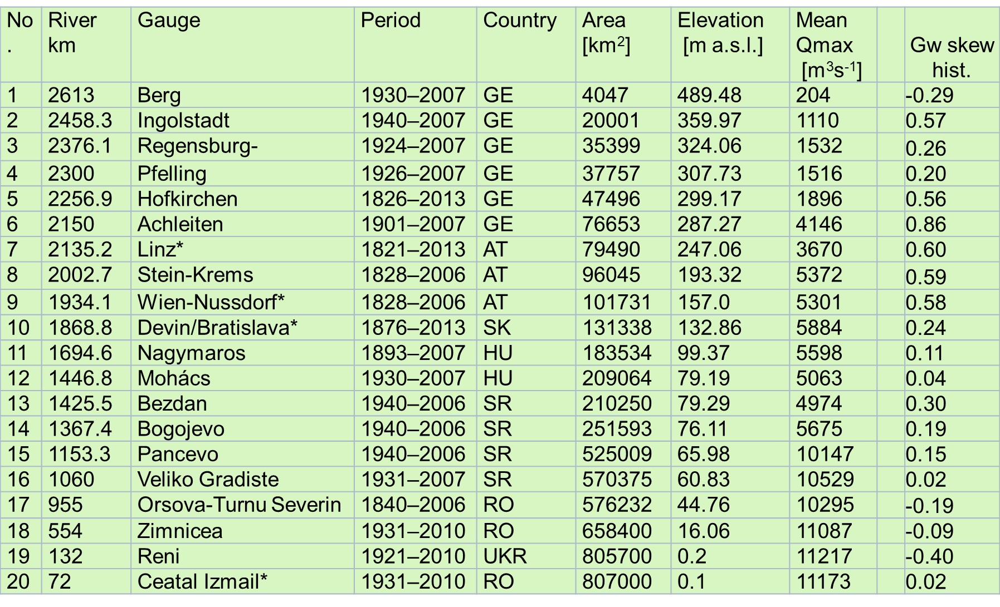 No. River km Gauge Period Country Area [km²] Elevation [m a.s.l.] Mean Qmax [m³s⁻¹] Gw skew hist.
1 2613 Berg 1930–2007 GE 4047 489.48 204 -0.29
2 2458.3 Ingolstadt 1940–2007 GE 20001 359.97 1110 0.57
3 2376.1 Regensburg- 1924–2007 GE 35399 324.06 1532 0.26
4 2300 Pfelling 1926–2007 GE 37757 307.73 1516 0.20
5 2256.9 Hofkirchen 1826–2013 GE 47496 299.17 1896 0.56
6 2150 Achleiten 1901–2007 GE 76653 287.27 4146 0.86
7 2135.2 Linz* 1821–2013 AT 79490 247.06 3670 0.60
8 2002.7 Stein-Krems 1828–2006 AT 96045 193.32 5372 0.59
9 1934.1 Wien-Nussdorf* 1828–2006 AT 101731 157.0 5301 0.58
10 1868.8 Devin/Bratislava* 1876–2013 SK 131338 132.86 5884 0.24
11 1694.6 Nagymaros 1893–2007 HU 183534 99.37 5598 0.11
12 1446.8 Mohács 1930–2007 HU 209064 79.19 5063 0.04
13 1425.5 Bezdan 1940–2006 SR 210250 79.29 4974 0.30
14 1367.4 Bogojevo 1940–2006 SR 251593 76.11 5675 0.19
15 1153.3 Pancevo 1940–2006 SR 525009 65.98 10147 0.15
16 1060 Veliko Gradiste 1931–2007 SR 570375 60.83 10529 0.02
17 955 Orsova-Turnu Severin 1840–2006 RO 576232 44.76 10295 -0.19
18 554 Zimnicea 1931–2010 RO 658400 16.06 11087 -0.09
19 132 Reni 1921–2010 UKR 805700 0.2 11217 -0.40
20 72 Ceatal Izmail* 1931–2010 RO 807000 0.1 11173 0.02